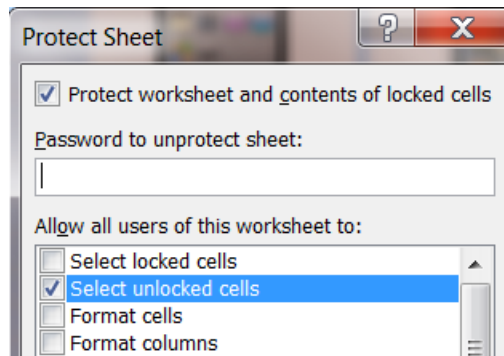 Protect Sheet
Protect worksheet and contents of locked cells
Password to unprotect sheet:
Allow all users of this worksheet to:
Select locked cells
Select unlocked cells
Format cells
Format columns